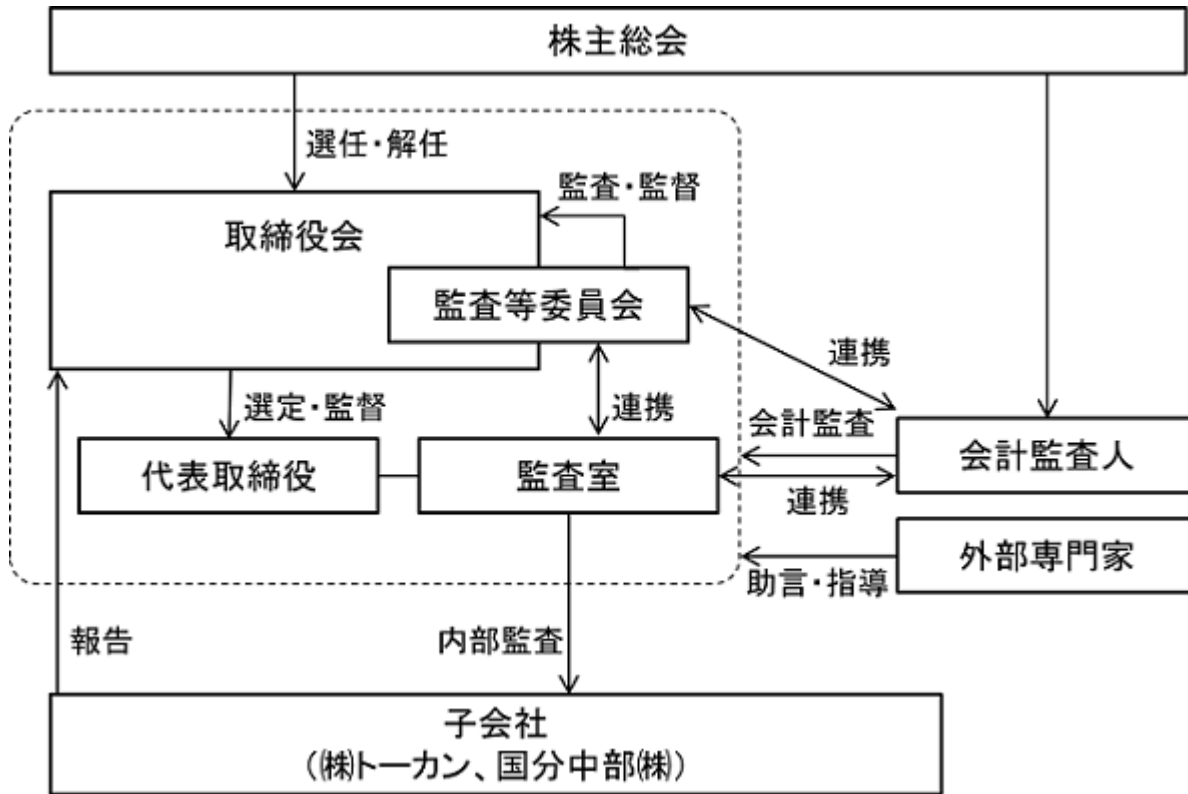 株主総会
選任・解任
監査・監督
取締役会
監査等委員会
連携
選定・監督
連携
会計監査
会計監査人
代表取締役
監査室
連携
外部専門家
助言・指導
報告
内部監査
子会社
(㈱トーカン、国分中部㈱)